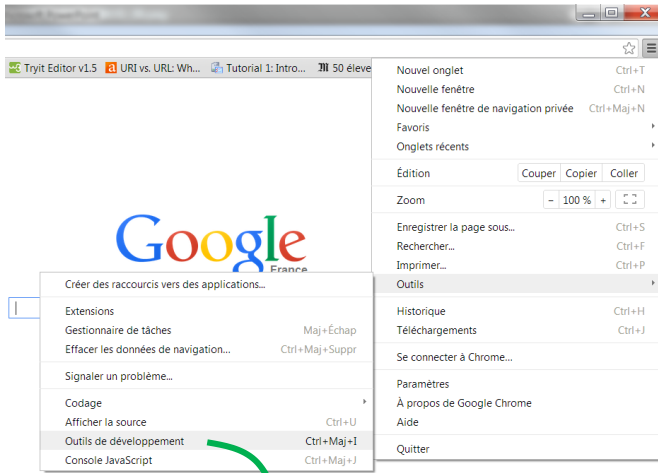 Tryit Editor v1.5 URI vs. URL: Wh... Tutorial 1: Intro... 50 éleve
Nouvel onglet Ctrl+T
Nouvelle fenêtre Ctrl+N
Nouvelle fenêtre de navigation privée Ctrl+Maj+N
Favoris
Onglets récents
Édition Couper Copier Coller
Zoom - 100 % +
Enregistrer la page sous... Ctrl+S
Rechercher... Ctrl+F
Imprimer... Ctrl+P
Outils
Historique Ctrl+H
Téléchargements Ctrl+J
Se connecter à Chrome...
Paramètres
À propos de Google Chrome
Aide
Quitter
Google
France
Créer des raccourcis vers des applications...
Extensions
Gestionnaire de tâches Maj+Échap
Effacer les données de navigation... Ctrl+Maj+Suppr
Signaler un problème...
Codage
Afficher la source Ctrl+U
Outils de développement Ctrl+Maj+I
Console JavaScript Ctrl+Maj+J